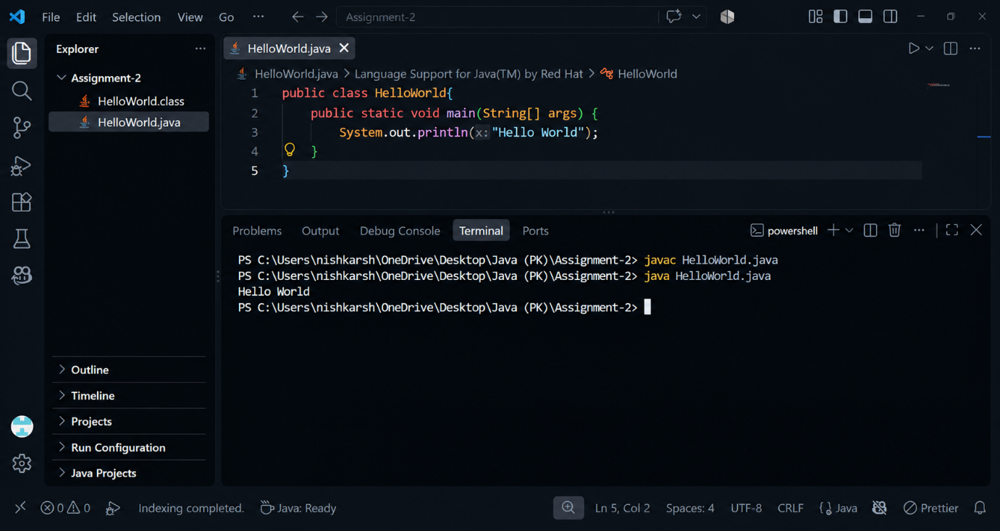 File Edit Selection View Go ··· Assignment-2
Explorer ···
Assignment-2
HelloWorld.class
HelloWorld.java
Outline
Timeline
Projects
Run Configuration
Java Projects
HelloWorld.java
HelloWorld.java > Language Support for Java(TM) by Red Hat > HelloWorld
1 public class HelloWorld{
2     public static void main(String[] args) {
3         System.out.println(x:"Hello World");
4     }
5 }
Problems Output Debug Console Terminal Ports powershell
PS C:\Users\nishkarsh\OneDrive\Desktop\Java (PK)\Assignment-2> javac HelloWorld.java
PS C:\Users\nishkarsh\OneDrive\Desktop\Java (PK)\Assignment-2> java HelloWorld.java
Hello World
PS C:\Users\nishkarsh\OneDrive\Desktop\Java (PK)\Assignment-2>
0 0 Indexing completed. Java: Ready Ln 5, Col 2 Spaces: 4 UTF-8 CRLF Java Prettier